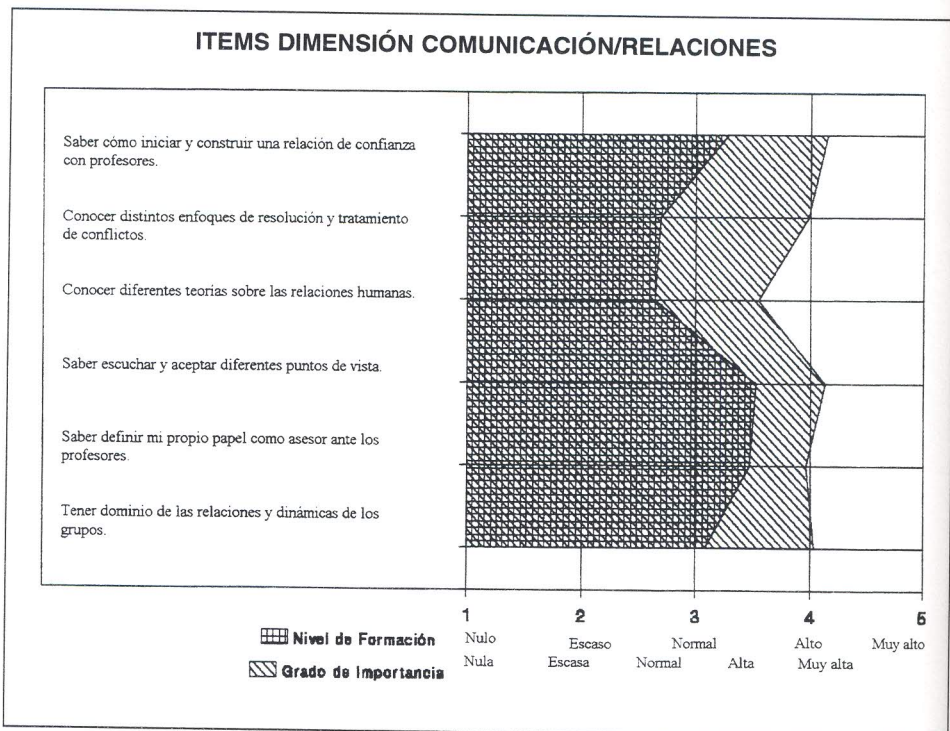 ITEMS DIMENSIÓN COMUNICACIÓN/RELACIONES
Saber cómo iniciar y construir una relación de confianza
con profesores.
Conocer distintos enfoques de resolución y tratamiento
de conflictos.
Conocer diferentes teorías sobre las relaciones humanas.
Saber escuchar y aceptar diferentes puntos de vista.
Saber definir mi propio papel como asesor ante los
profesores.
Tener dominio de las relaciones y dinámicas de los
grupos.
1 2 3 4 5
Nivel de Formación Nulo Escaso Normal Alto Muy alto
Grado de Importancia Nula Escasa Normal Alta Muy alta